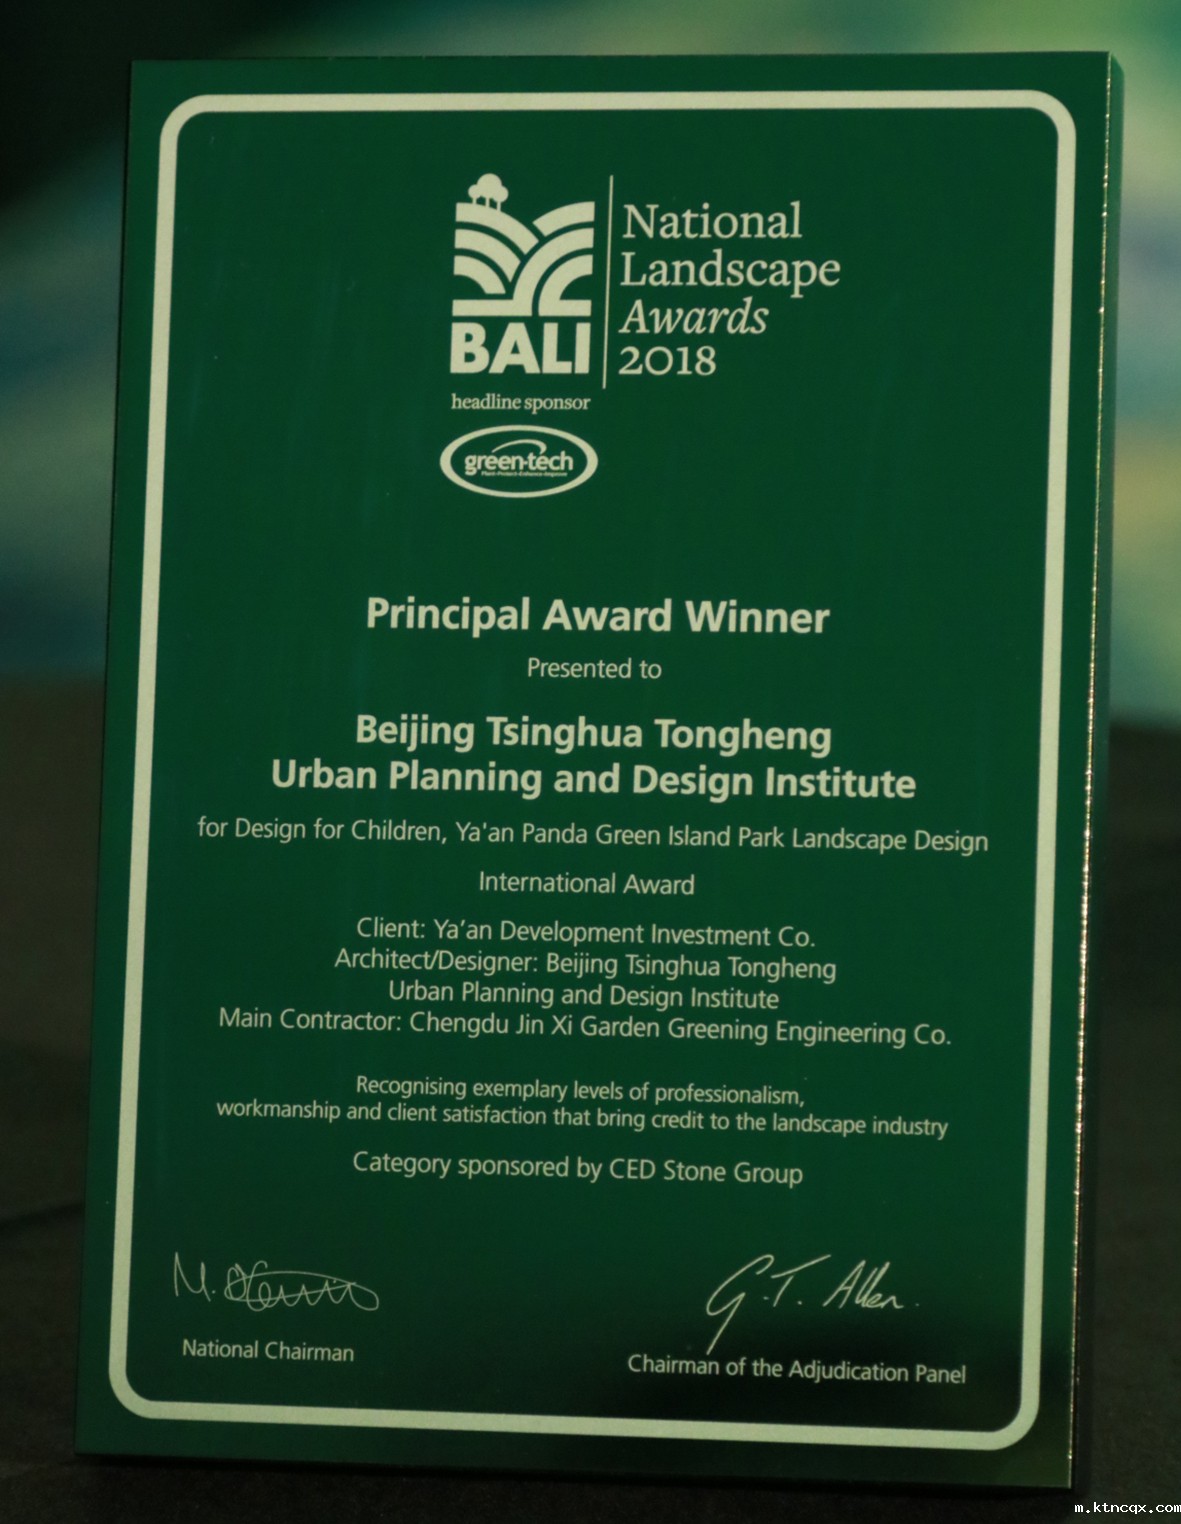 National
Landscape
Awards
2018
BALI
headline sponsor
green-tech
Principal Award Winner
Presented to
Beijing Tsinghua Tongheng
Urban Planning and Design Institute
for Design for Children, Ya'an Panda Green Island Park Landscape Design
International Award
Client: Ya’an Development Investment Co.
Architect/Designer: Beijing Tsinghua Tongheng
Urban Planning and Design Institute
Main Contractor: Chengdu Jin Xi Garden Greening Engineering Co.
Recognising exemplary levels of professionalism,
workmanship and client satisfaction that bring credit to the landscape industry
Category sponsored by CED Stone Group
G.T. Allen.
National Chairman
Chairman of the Adjudication Panel
m.ktncqx.com